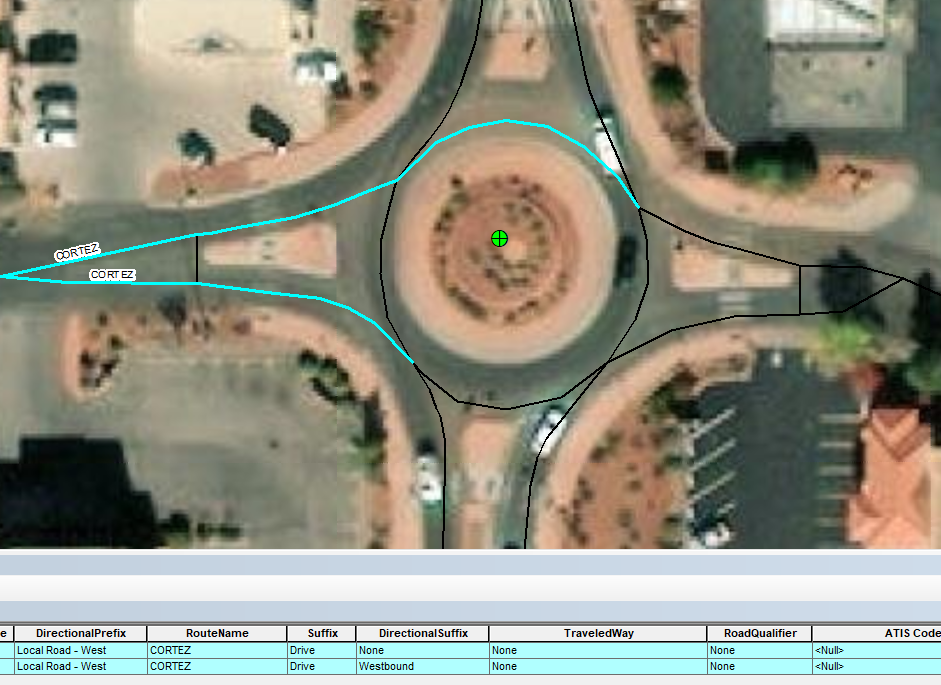 CORTEZ
CORTEZ
e DirectionalPrefix RouteName Suffix DirectionalSuffix TraveledWay RoadQualifier ATIS Code
Local Road - West CORTEZ Drive None None None <Null>
Local Road - West CORTEZ Drive Westbound None None <Null>